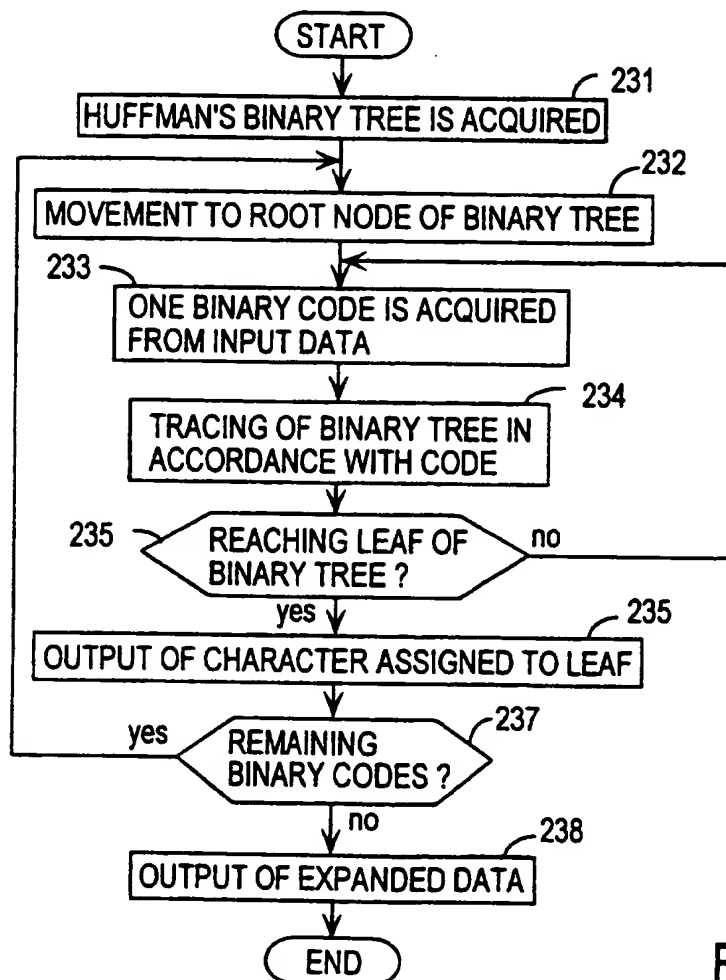 START
231
HUFFMAN'S BINARY TREE IS ACQUIRED
232
MOVEMENT TO ROOT NODE OF BINARY TREE
233
ONE BINARY CODE IS ACQUIRED
FROM INPUT DATA
234
TRACING OF BINARY TREE IN
ACCORDANCE WITH CODE
235
REACHING LEAF OF
BINARY TREE ?
no
yes
235
OUTPUT OF CHARACTER ASSIGNED TO LEAF
yes
237
REMAINING
BINARY CODES ?
no
238
OUTPUT OF EXPANDED DATA
END